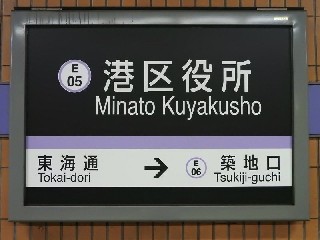 E
05
港区役所
Minato Kuyakusho
東海通
Tokai-dori
→
E
06
築地口
Tsukiji-guchi